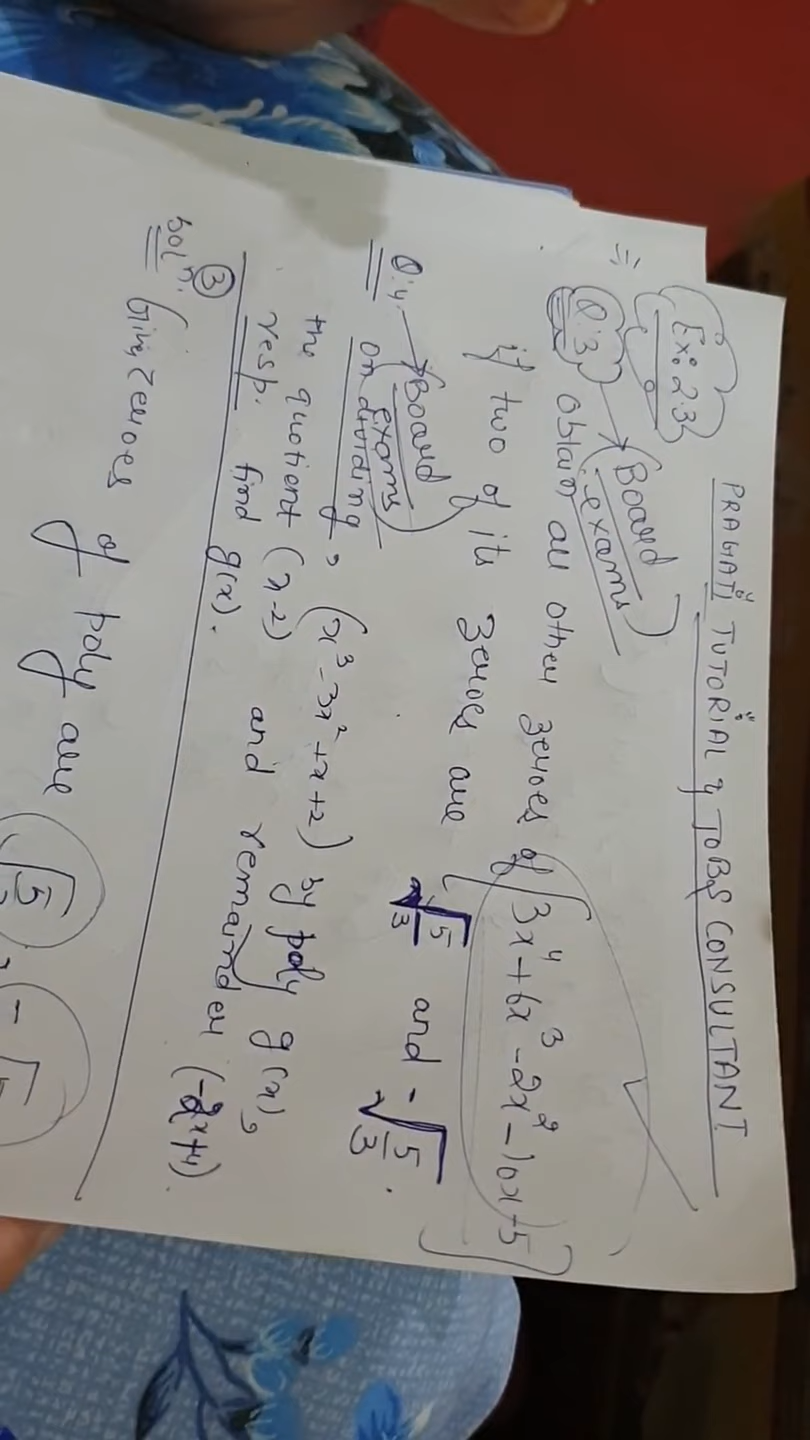 PRAGATI TUTORIAL & JOBS CONSULTANT
Ex: 2.3
Q.3 → (Board exams)
obtain all other zeroes of [3x⁴+6x³-2x²-10x-5]
if two of its zeroes are √5/3 and -√5/3.
Q.4. → (Board exams)
on dividing, (x³-3x²+x+2) by poly g(x),
the quotient (x-2) and remainder (-2x+4).
resp. find g(x).
③
Solⁿ. Given, zeroes of poly are √5/3, -√5